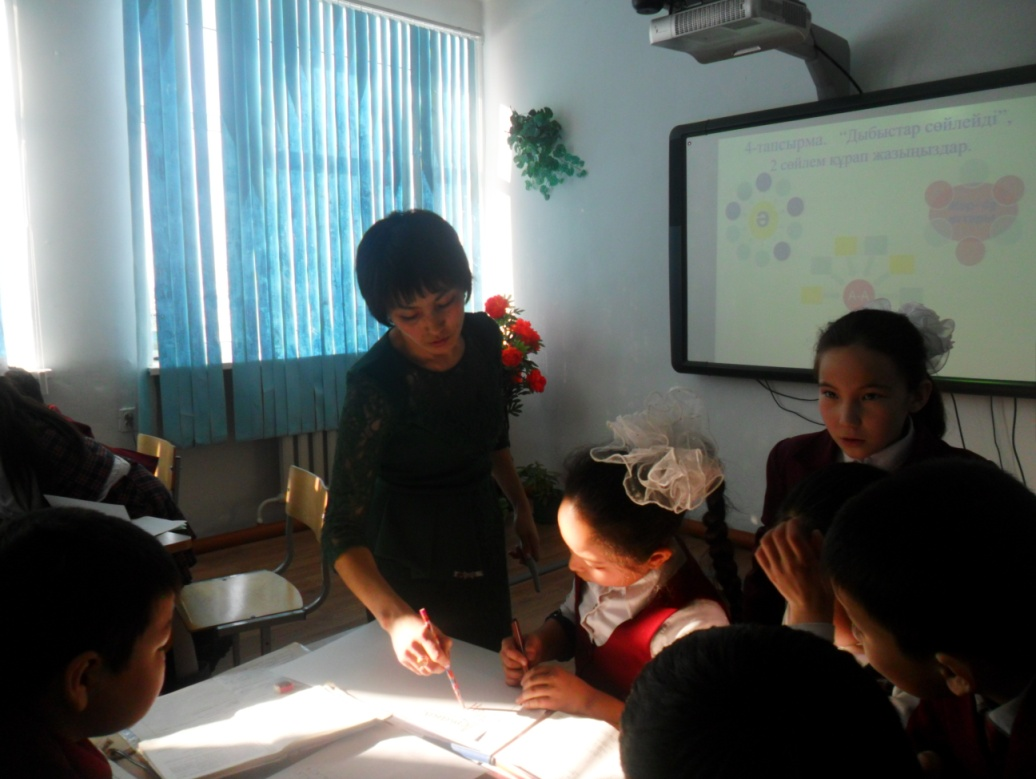 4-тапсырма. “Дыбыстар сөйлейді”.
2 сөйлем құрап жазыңыздар.
ә